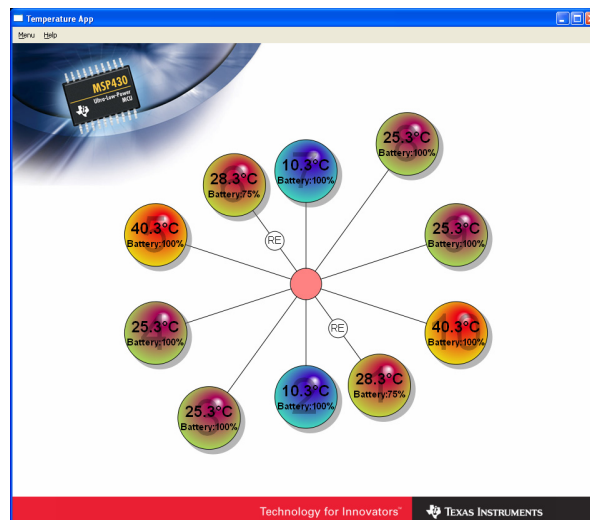 Temperature App
Menu Help
MSP430
Ultra-Low-Power
MCU
25.3°C
Battery:100%
10.3°C
Battery:100%
28.3°C
Battery:75%
40.3°C
Battery:100%
25.3°C
Battery:100%
RE
RE
25.3°C
Battery:100%
40.3°C
Battery:100%
10
28.3°C
Battery:75%
10.3°C
Battery:100%
2
25.3°C
Battery:100%
Technology for Innovators™
TEXAS INSTRUMENTS